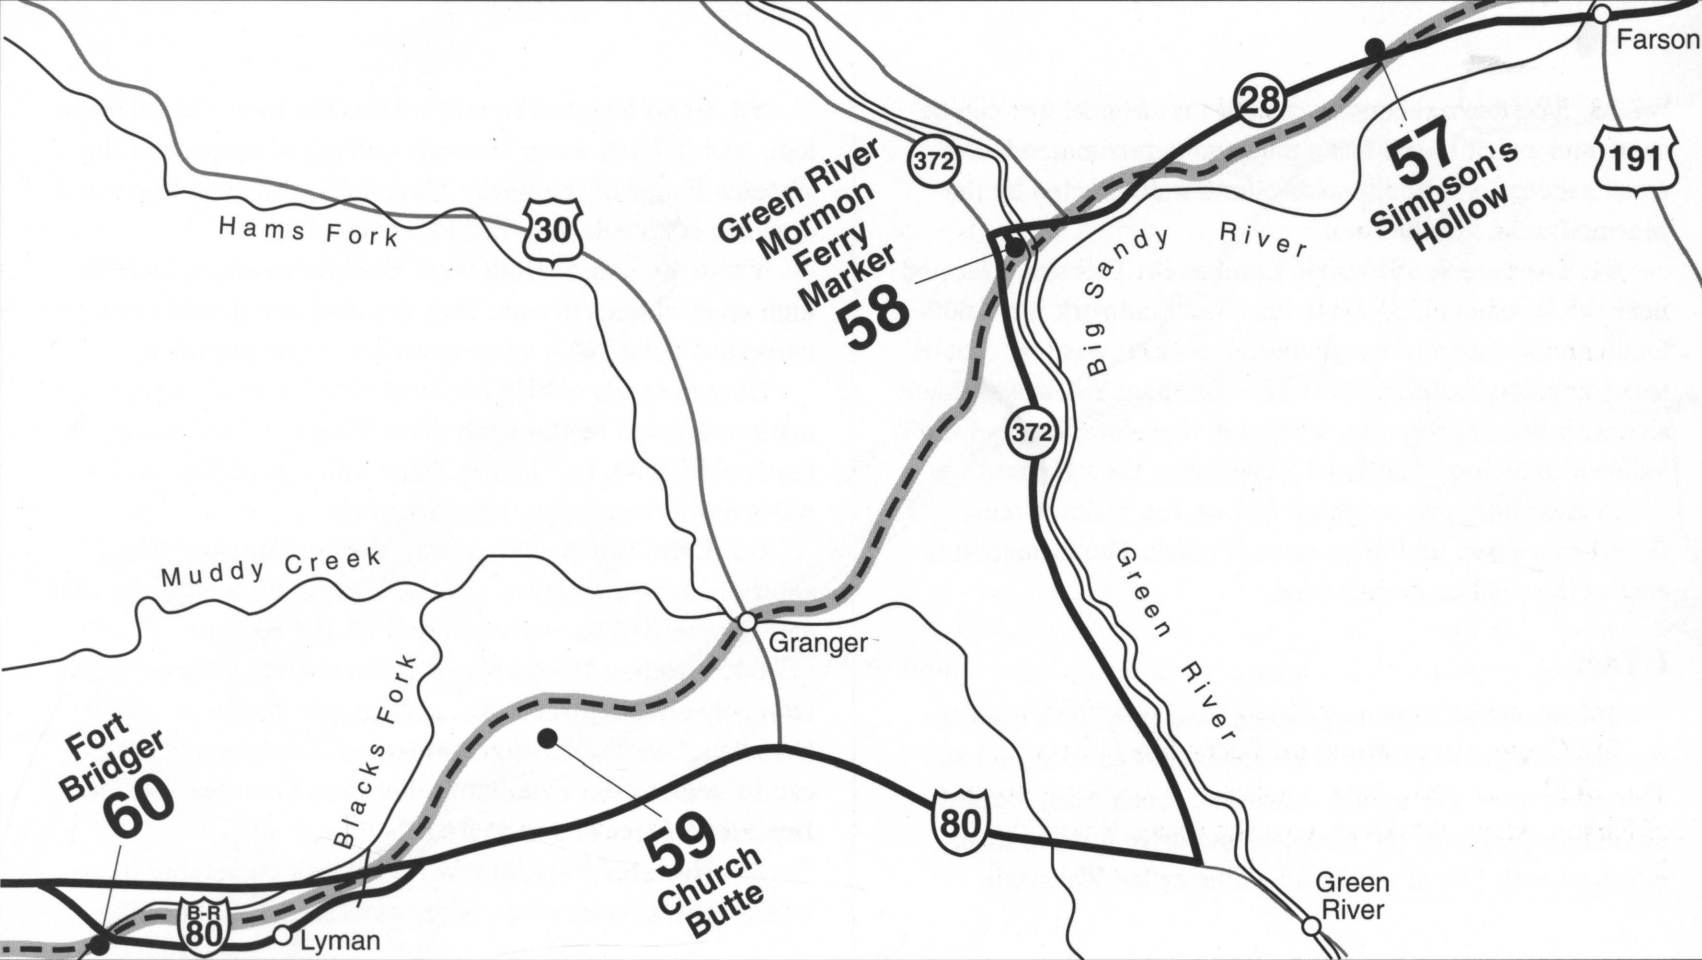 Farson
28
191
372
57
Simpson's
Hollow
Green River
Mormon
Ferry
Marker
58
Hams Fork
30
Big Sandy River
372
Muddy Creek
Green River
Granger
Blacks Fork
Fort
Bridger
60
59
Church
Butte
80
Green
River
B-R
80
Lyman